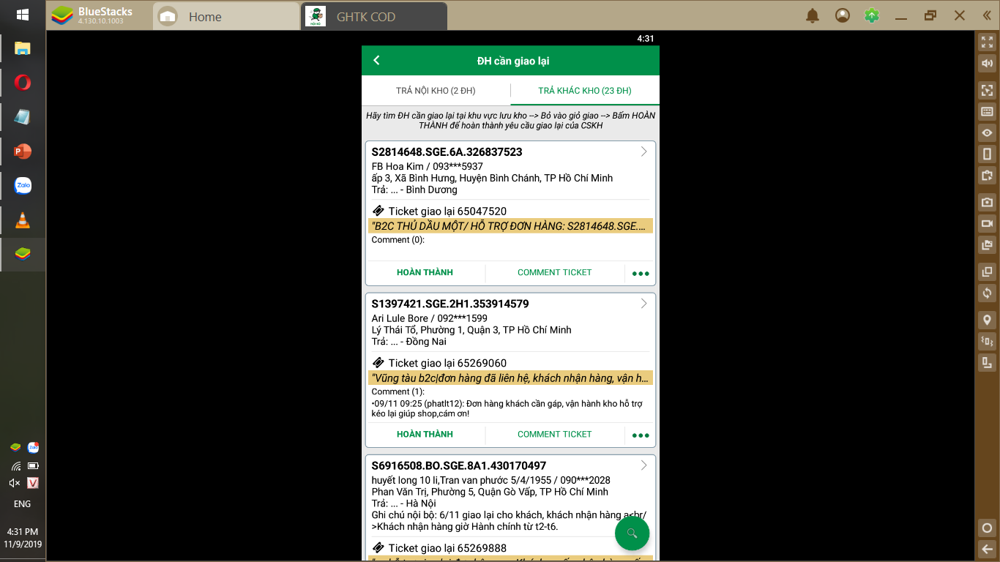 BlueStacks
4.130.10.1003
Home
GHTK COD
4:31
ĐH cần giao lại
TRẢ NỘI KHO (2 ĐH)
TRẢ KHÁC KHO (23 ĐH)
Hãy tìm ĐH cần giao lại tại khu vực lưu kho --> Bỏ vào giỏ giao --> Bấm HOÀN
THÀNH để hoàn thành yêu cầu giao lại của CSKH
S2814648.SGE.6A.326837523
FB Hoa Kim / 093***5937
ấp 3, Xã Bình Hưng, Huyện Bình Chánh, TP Hồ Chí Minh
Trả: ... - Bình Dương
Ticket giao lại 65047520
"B2C THỦ DẦU MỘT/ HỖ TRỢ ĐƠN HÀNG: S2814648.SGE....
Comment (0):
HOÀN THÀNH
COMMENT TICKET
S1397421.SGE.2H1.353914579
Ari Lule Bore / 092***1599
Lý Thái Tổ, Phường 1, Quận 3, TP Hồ Chí Minh
Trả: ... - Đồng Nai
Ticket giao lại 65269060
"Vũng tàu b2c|đơn hàng đã liên hệ, khách nhận hàng, vận h...
Comment (1):
•09/11 09:25 (phatlt12): Đơn hàng khách cần gáp, vận hành kho hỗ trợ
kéo lại giúp shop,cám ơn!
HOÀN THÀNH
COMMENT TICKET
S6916508.BO.SGE.8A1.430170497
huyết long 10 li,Tran van phước 5/4/1955 / 090***2028
Phan Văn Trị, Phường 5, Quận Gò Vấp, TP Hồ Chí Minh
Trả: ... - Hà Nội
Ghi chú nội bộ: 6/11 giao lại cho khách, khách nhận hàng a<br/
>Khách nhận hàng giờ Hành chính từ t2-t6.
Ticket giao lại 65269888
Zalo
ENG
4:31 PM
11/9/2019